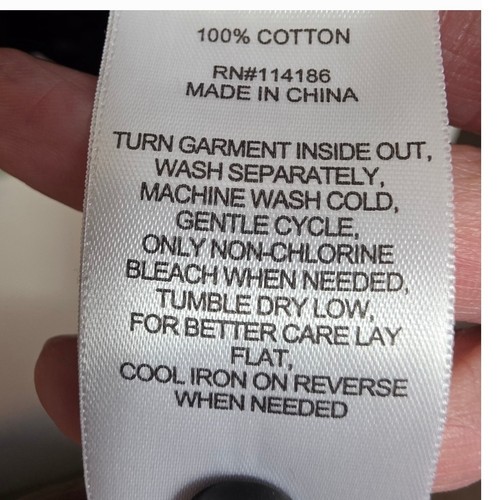 100% COTTON
RN#114186
MADE IN CHINA
TURN GARMENT INSIDE OUT,
WASH SEPARATELY,
MACHINE WASH COLD,
GENTLE CYCLE,
ONLY NON-CHLORINE
BLEACH WHEN NEEDED,
TUMBLE DRY LOW,
FOR BETTER CARE LAY
FLAT,
COOL IRON ON REVERSE
WHEN NEEDED